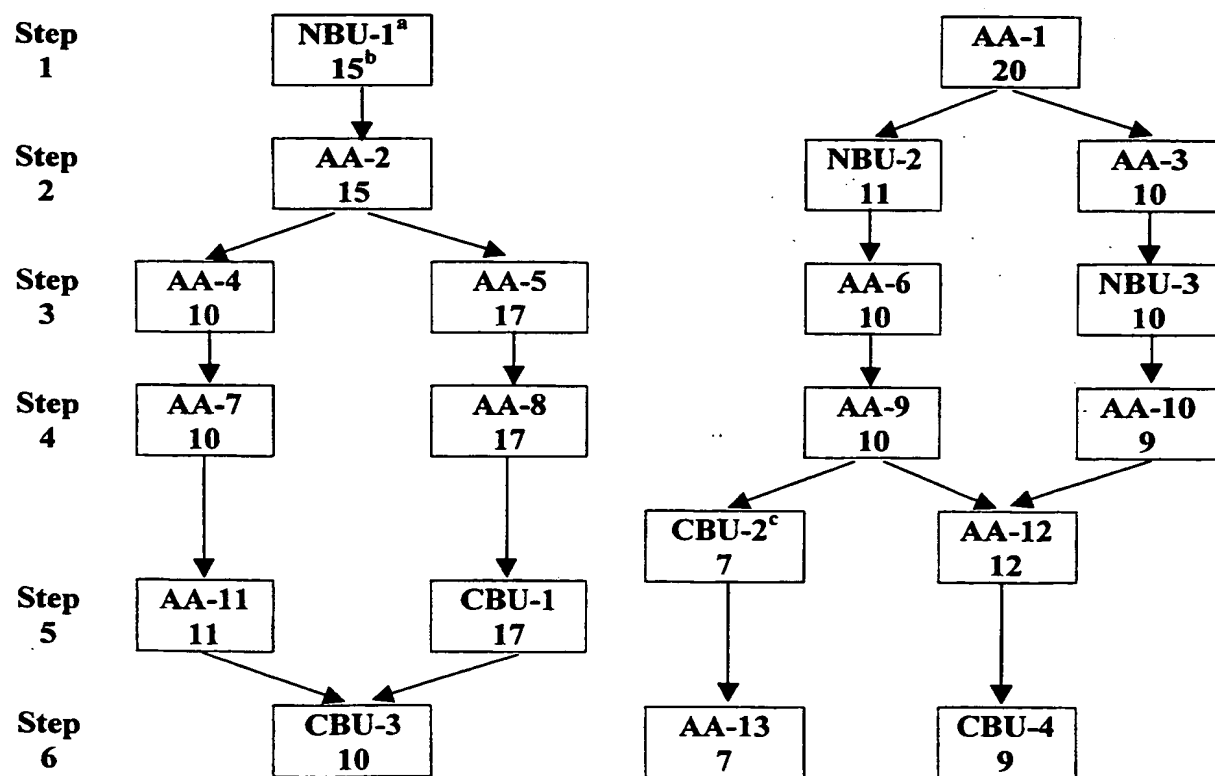 Step
1
NBU-1ᵃ
15ᵇ
AA-1
20
Step
2
AA-2
15
NBU-2
11
AA-3
10
Step
3
AA-4
10
AA-5
17
AA-6
10
NBU-3
10
Step
4
AA-7
10
AA-8
17
AA-9
10
AA-10
9
CBU-2ᶜ
7
AA-12
12
Step
5
AA-11
11
CBU-1
17
Step
6
CBU-3
10
AA-13
7
CBU-4
9